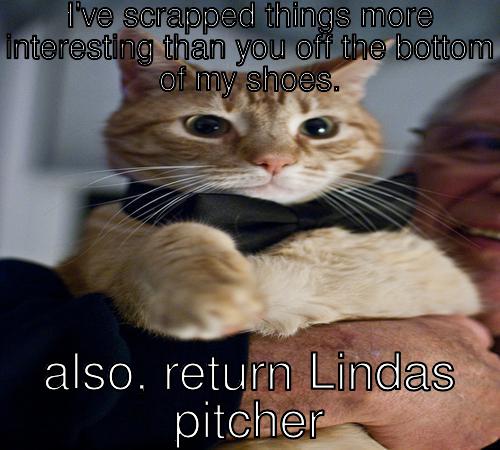 I've scrapped things more
interesting than you off the bottom
of my shoes.
also. return Lindas
pitcher